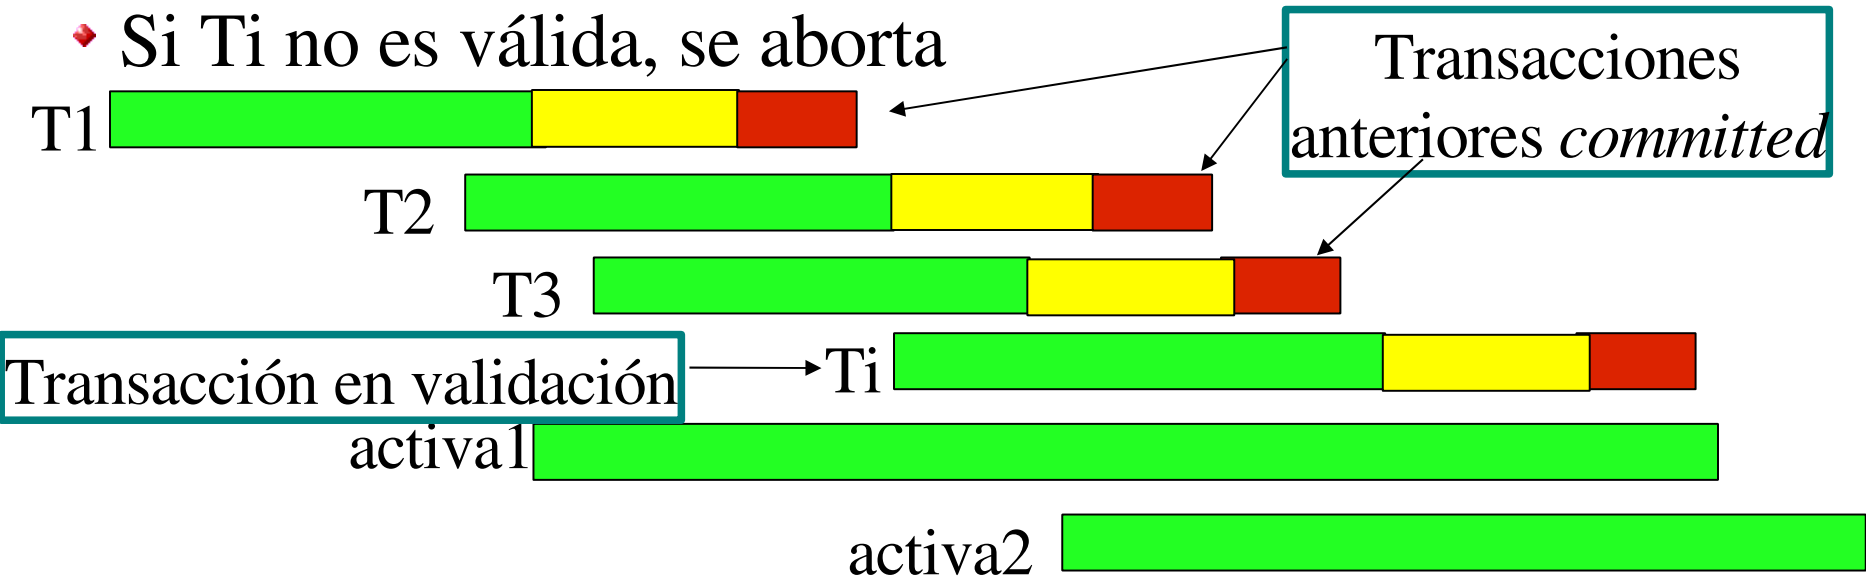 Si Ti no es válida, se aborta
Transacciones
anteriores committed
T1
T2
T3
Transacción en validación
Ti
activa1
activa2